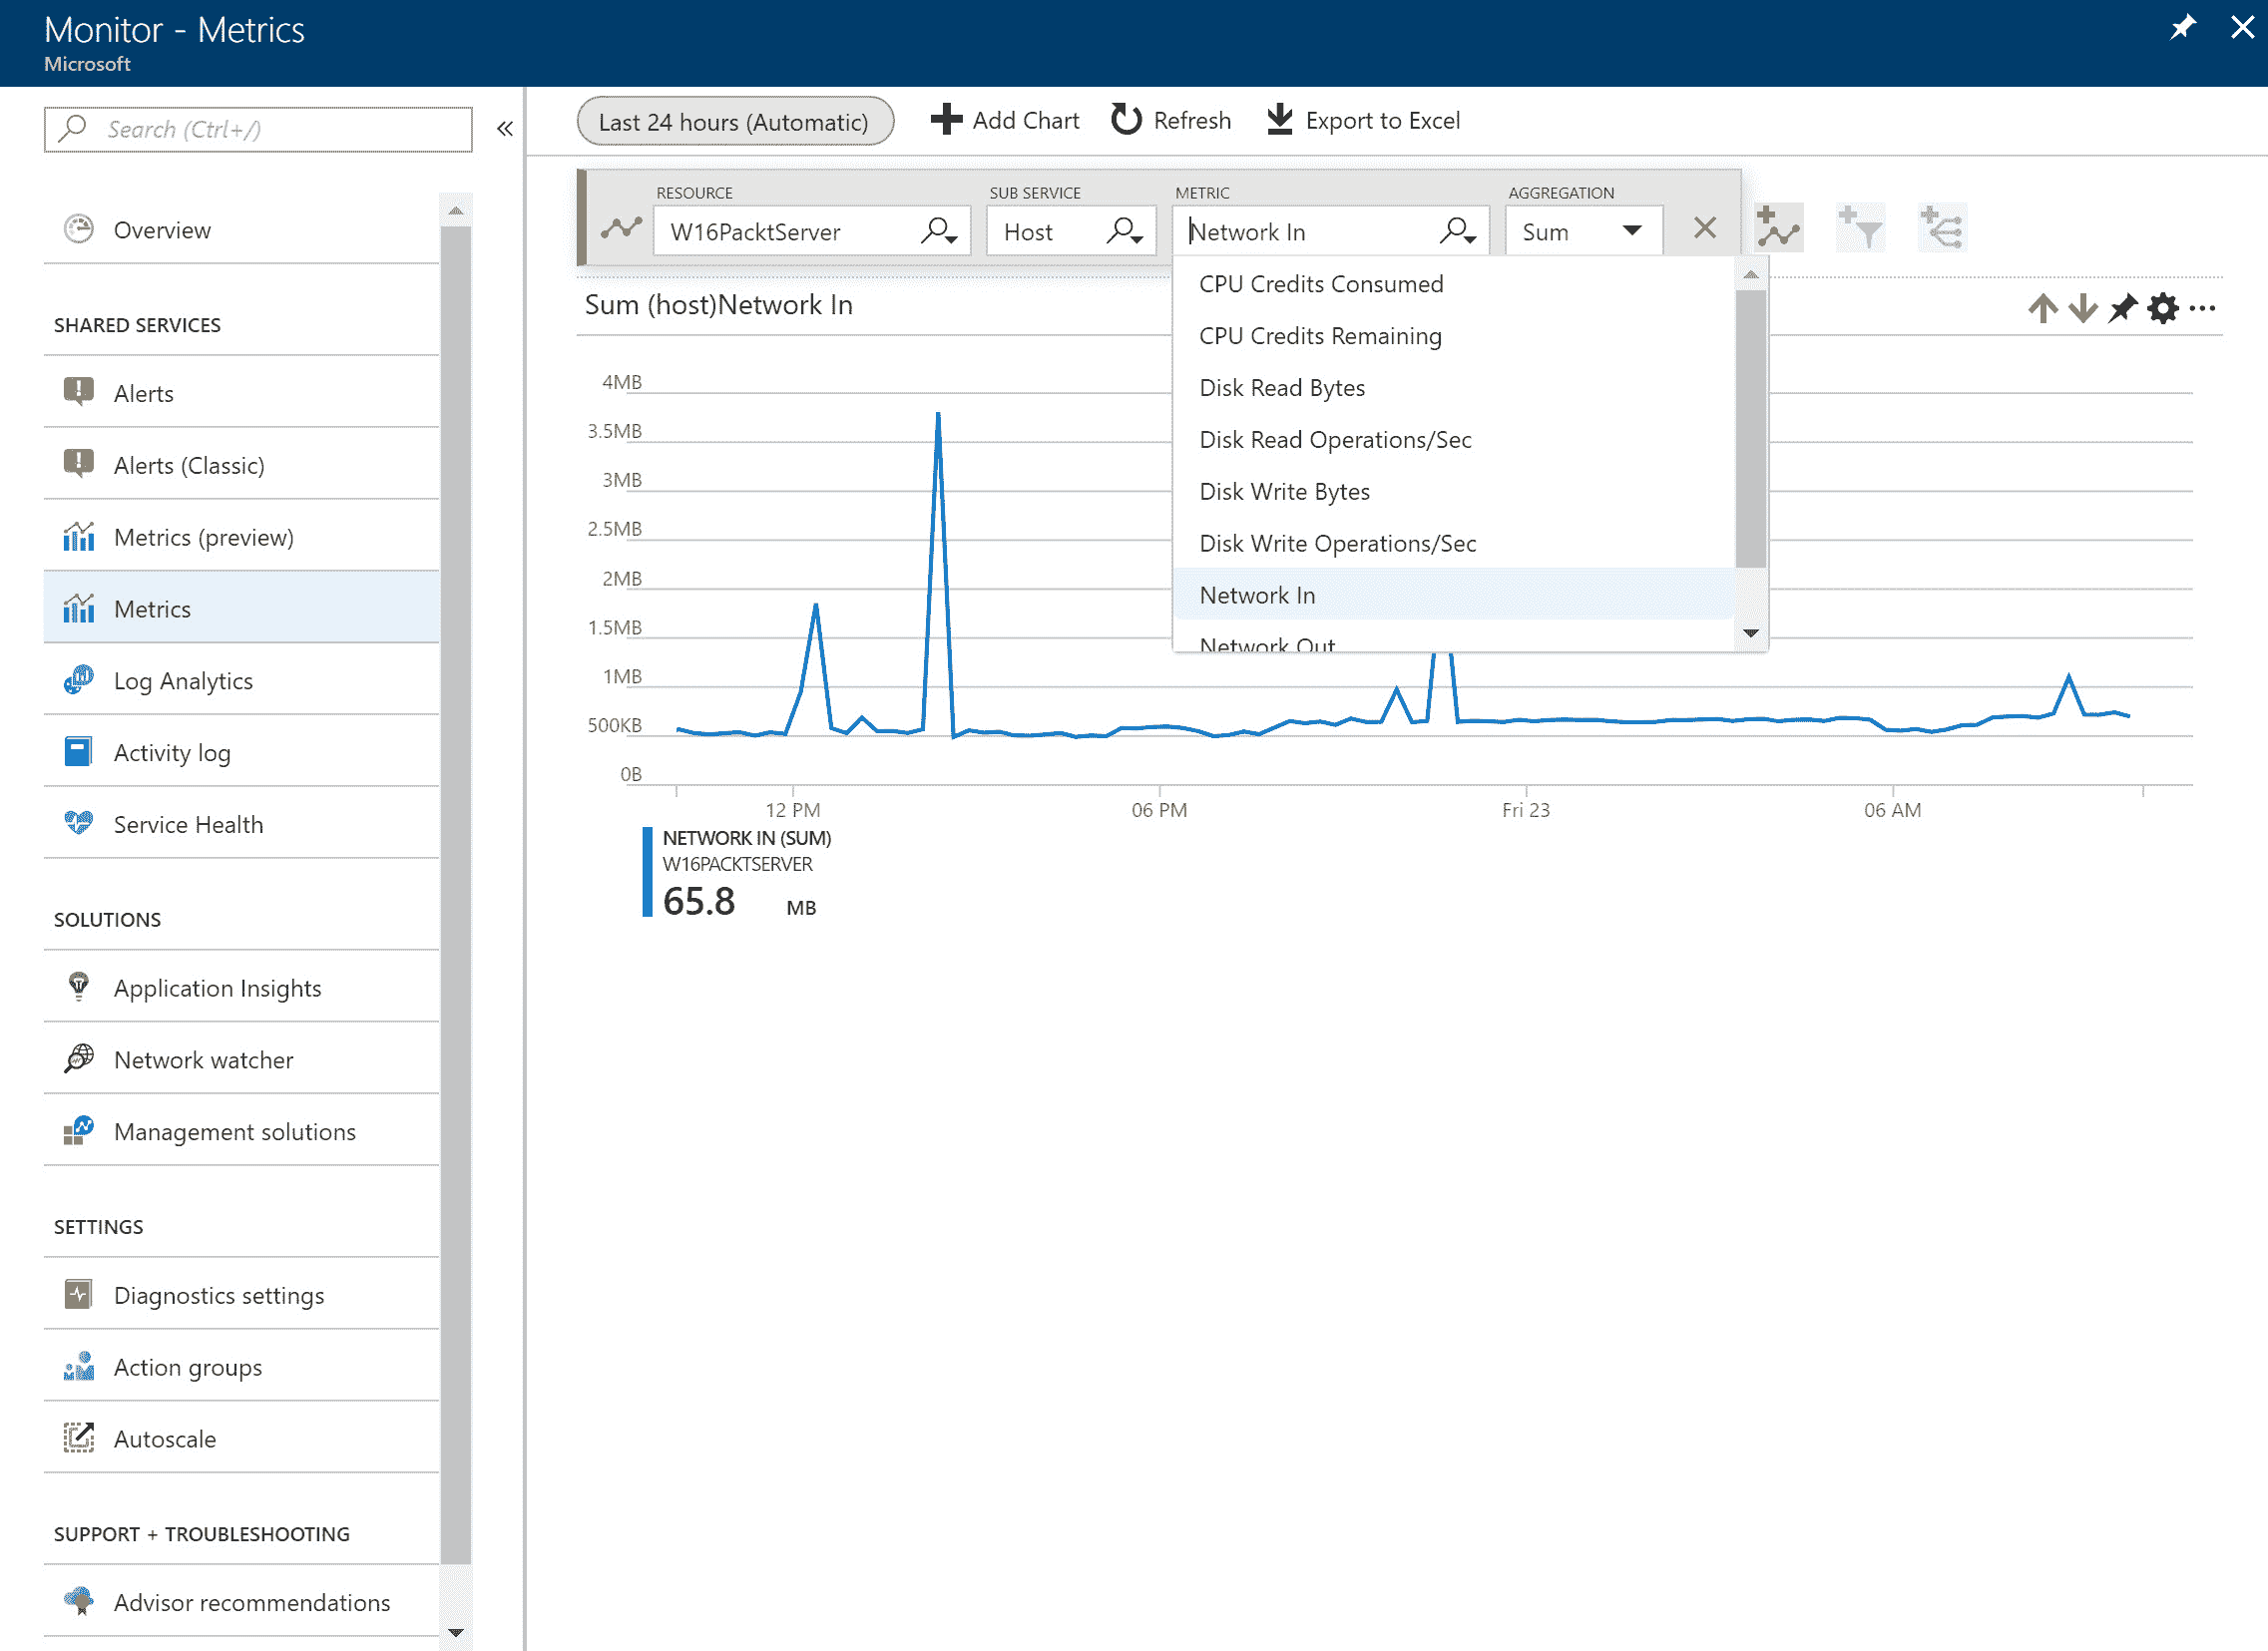 Monitor - Metrics
Microsoft
Search (Ctrl+/)
«
Overview
SHARED SERVICES
Alerts
Alerts (Classic)
Metrics (preview)
Metrics
Log Analytics
Activity log
Service Health
SOLUTIONS
Application Insights
Network watcher
Management solutions
SETTINGS
Diagnostics settings
Action groups
Autoscale
SUPPORT + TROUBLESHOOTING
Advisor recommendations
Last 24 hours (Automatic) Add Chart Refresh Export to Excel
RESOURCE SUB SERVICE METRIC AGGREGATION
W16PacktServer Host Network In Sum
CPU Credits Consumed
CPU Credits Remaining
Disk Read Bytes
Disk Read Operations/Sec
Disk Write Bytes
Disk Write Operations/Sec
Network In
Network Out
Sum (host)Network In
4MB
3.5MB
3MB
2.5MB
2MB
1.5MB
1MB
500KB
0B
12 PM 06 PM Fri 23 06 AM
NETWORK IN (SUM)
W16PACKTSERVER
65.8 MB